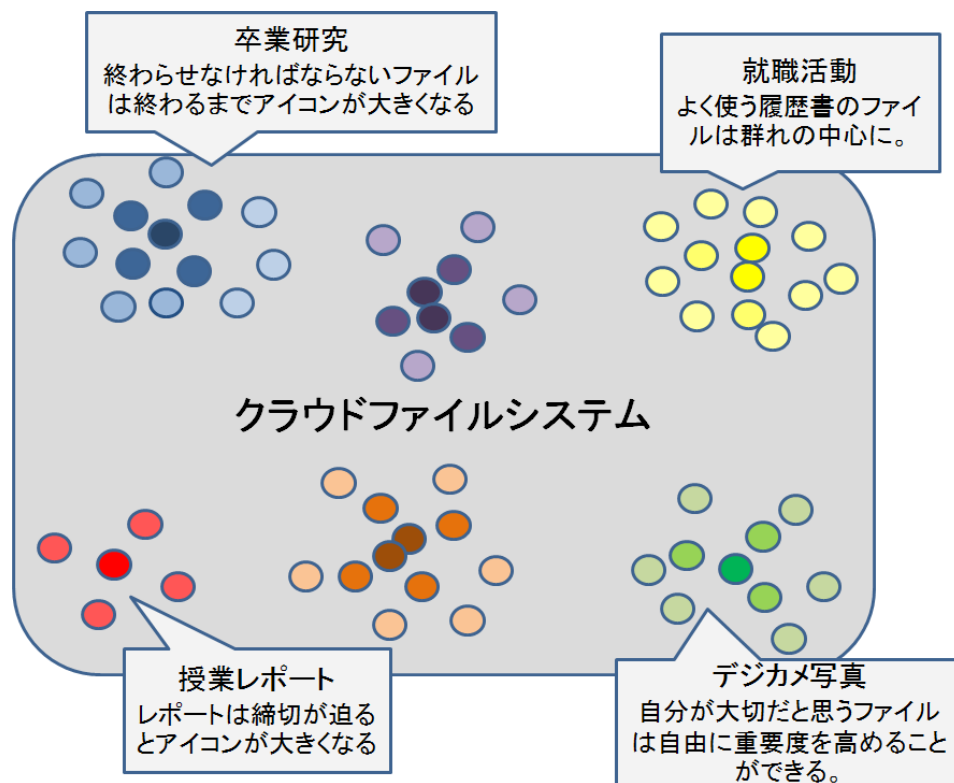 卒業研究
終わらせなければならないファイル
は終わるまでアイコンが大きくなる
就職活動
よく使う履歴書のファイ
ルは群れの中心に。
クラウドファイルシステム
授業レポート
レポートは締切が迫る
とアイコンが大きくなる
デジカメ写真
自分が大切だと思うファイル
は自由に重要度を高めること
ができる。